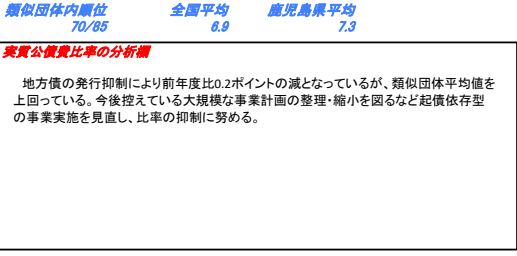 類似団体内順位 全国平均 鹿児島県平均
70/85 6.9 7.3
実質公債費比率の分析欄
地方債の発行抑制により前年度比0.2ポイントの減となっているが、類似団体平均値を
上回っている。今後控えている大規模な事業計画の整理・縮小を図るなど起債依存型
の事業実施を見直し、比率の抑制に努める。